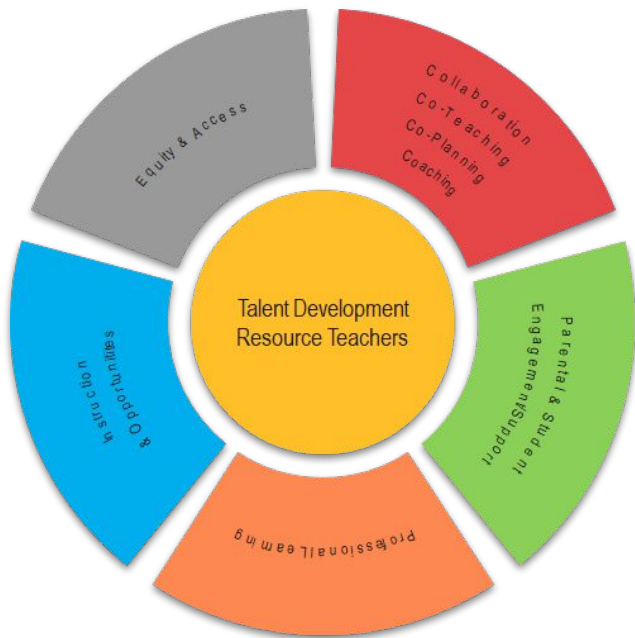 Talent Development
Resource Teachers
Collaboration
Co-Teaching
Co-Planning
Coaching
Parental & Student
Engagement/Support
Professional Learning
Instruction
& Opportunities
Equity & Access